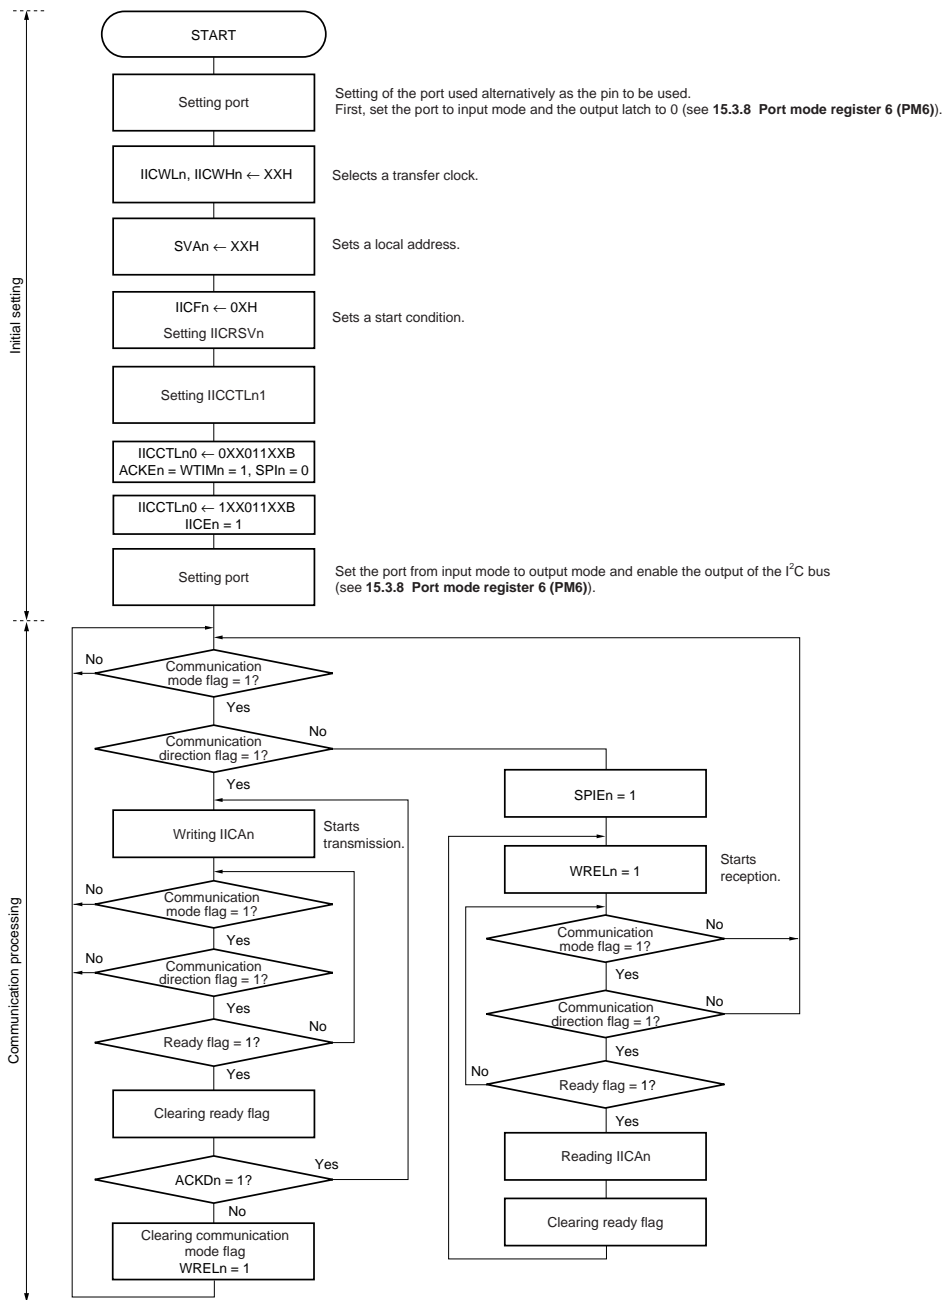 START
Setting port
Setting of the port used alternatively as the pin to be used.
First, set the port to input mode and the output latch to 0 (see 15.3.8 Port mode register 6 (PM6)).
IICWLn, IICWHn ← XXH
Selects a transfer clock.
SVAn ← XXH
Sets a local address.
IICFn ← 0XH
Setting IICRSVn
Sets a start condition.
Initial setting
Setting IICCTLn1
IICCTLn0 ← 0XX011XXB
ACKEn = WTIMn = 1, SPIn = 0
IICCTLn0 ← 1XX011XXB
IICEn = 1
Setting port
Set the port from input mode to output mode and enable the output of the I²C bus
(see 15.3.8 Port mode register 6 (PM6)).
Communication processing
No
Communication
mode flag = 1?
Yes
Communication
direction flag = 1?
No
Yes
Writing IICAn
Starts
transmission.
No
Communication
mode flag = 1?
Yes
No
Communication
direction flag = 1?
Yes
No
Ready flag = 1?
Yes
Clearing ready flag
Yes
ACKDn = 1?
No
Clearing communication
mode flag
WRELn = 1
SPIEn = 1
WRELn = 1
Starts
reception.
Communication
mode flag = 1?
No
Yes
Communication
direction flag = 1?
No
Yes
No
Ready flag = 1?
Yes
Reading IICAn
Clearing ready flag